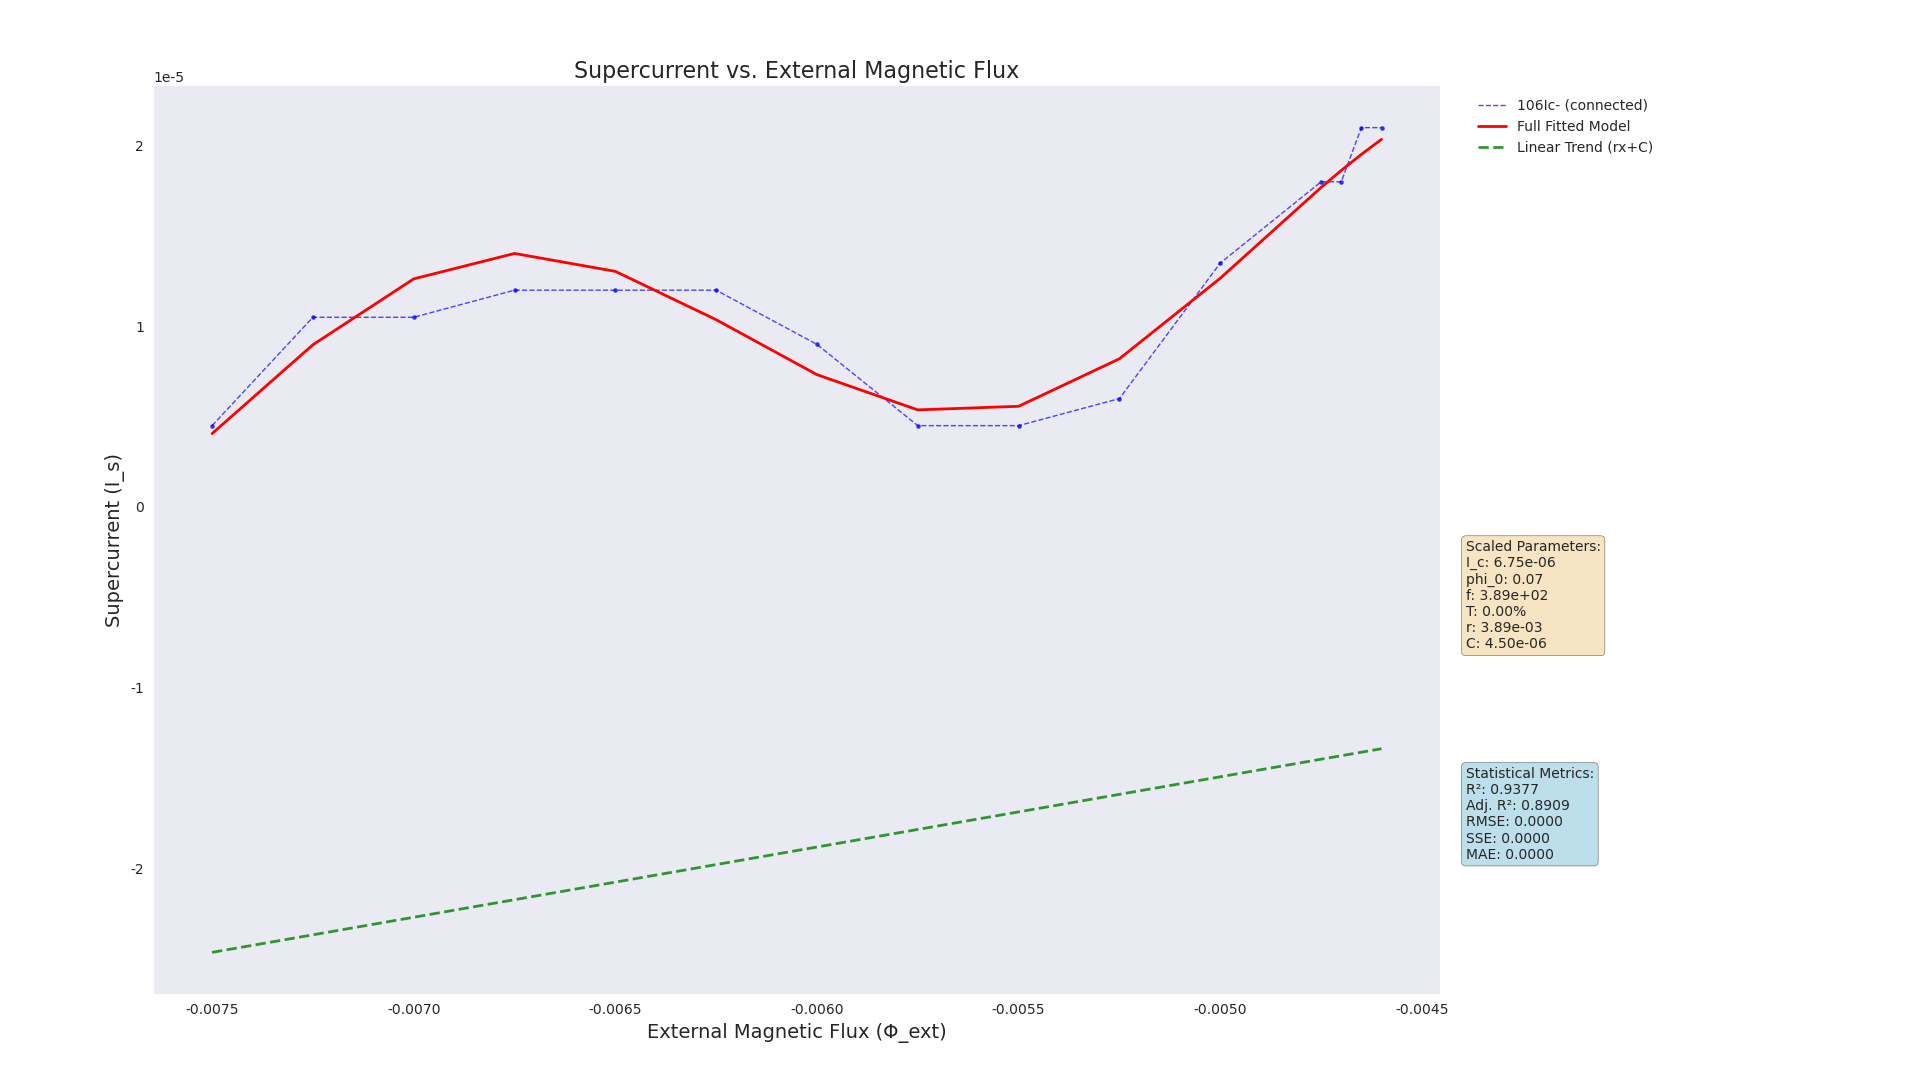 Supercurrent vs. External Magnetic Flux
1e-5
2
1
0
-1
-2
Supercurrent (I_s)
-0.0075
-0.0070
-0.0065
-0.0060
-0.0055
-0.0050
-0.0045
External Magnetic Flux (Φ_ext)
106Ic- (connected)
Full Fitted Model
Linear Trend (rx+C)
Scaled Parameters:
I_c: 6.75e-06
phi_0: 0.07
f: 3.89e+02
T: 0.00%
r: 3.89e-03
C: 4.50e-06
Statistical Metrics:
R²: 0.9377
Adj. R²: 0.8909
RMSE: 0.0000
SSE: 0.0000
MAE: 0.0000